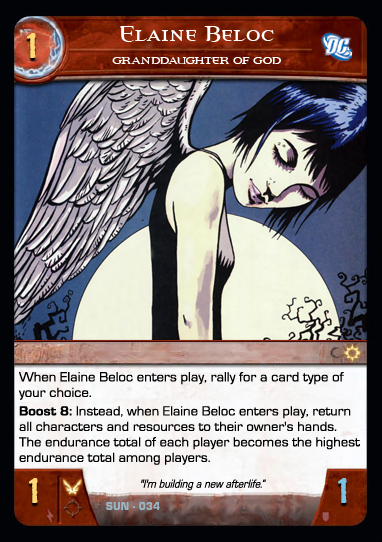 1
ELAINE BELOC
GRANDDAUGHTER OF GOD
DC
C
When Elaine Beloc enters play, rally for a card type of
your choice.
Boost 8: Instead, when Elaine Beloc enters play, return
all characters and resources to their owner's hands.
The endurance total of each player becomes the highest
endurance total among players.
"I'm building a new afterlife."
1
SUN - 034
1